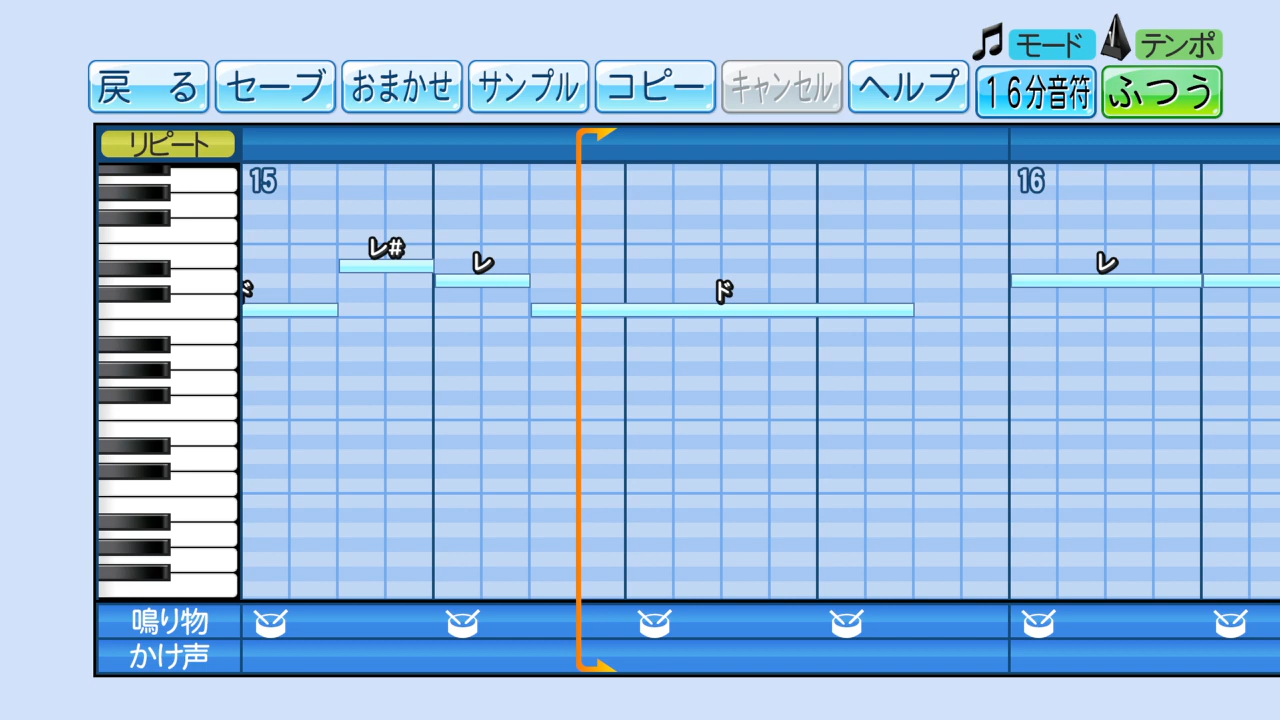 モード テンポ
戻 る セーブ おまかせ サンプル コピー キャンセル ヘルプ 16分音符 ふつう
リピート
15 16
レ# レ レ
ド ド
鳴り物
かけ声